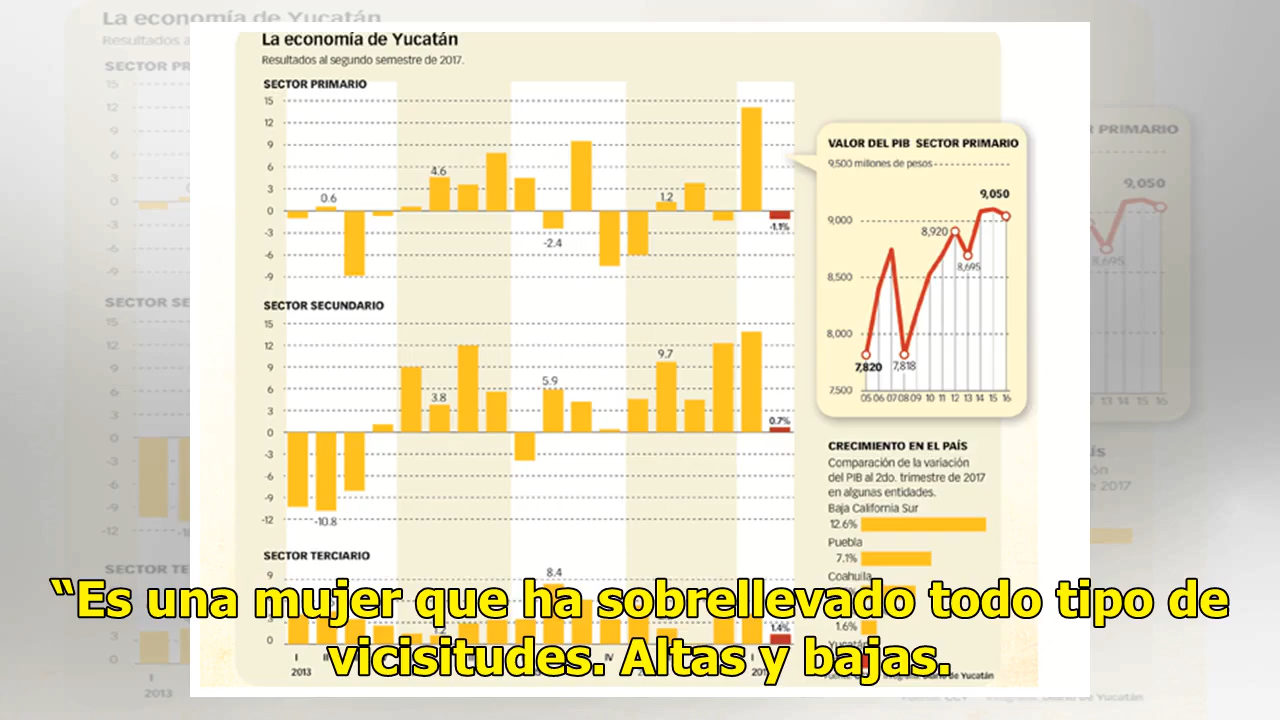 La economía de Yucatán
Resultados al segundo semestre de 2017.
SECTOR PRIMARIO
15
12
9
6
3
0
-3
-6
-9
0.6
4.6
-2.4
1.2
-1.1%
SECTOR SECUNDARIO
15
12
9
6
3
0
-3
-6
-9
-12
-10.8
3.8
5.9
9.7
0.7%
SECTOR TERCIARIO
9
3
0
8.4
1.2
1.4%
I
2013
VALOR DEL PIB SECTOR PRIMARIO
9,500 millones de pesos
9,050
9,000
8,920
8,695
8,500
8,000
7,820
7,818
7,500
05 06 07 08 09 10 11 12 13 14 15 16
CRECIMIENTO EN EL PAÍS
Comparación de la variación
del PIB al 2do. trimestre de 2017
en algunas entidades.
Baja California Sur
12.6%
Puebla
7.1%
Coahuila
1.6%
Diario de Yucatán
“Es una mujer que ha sobrellevado todo tipo de
vicisitudes. Altas y bajas.